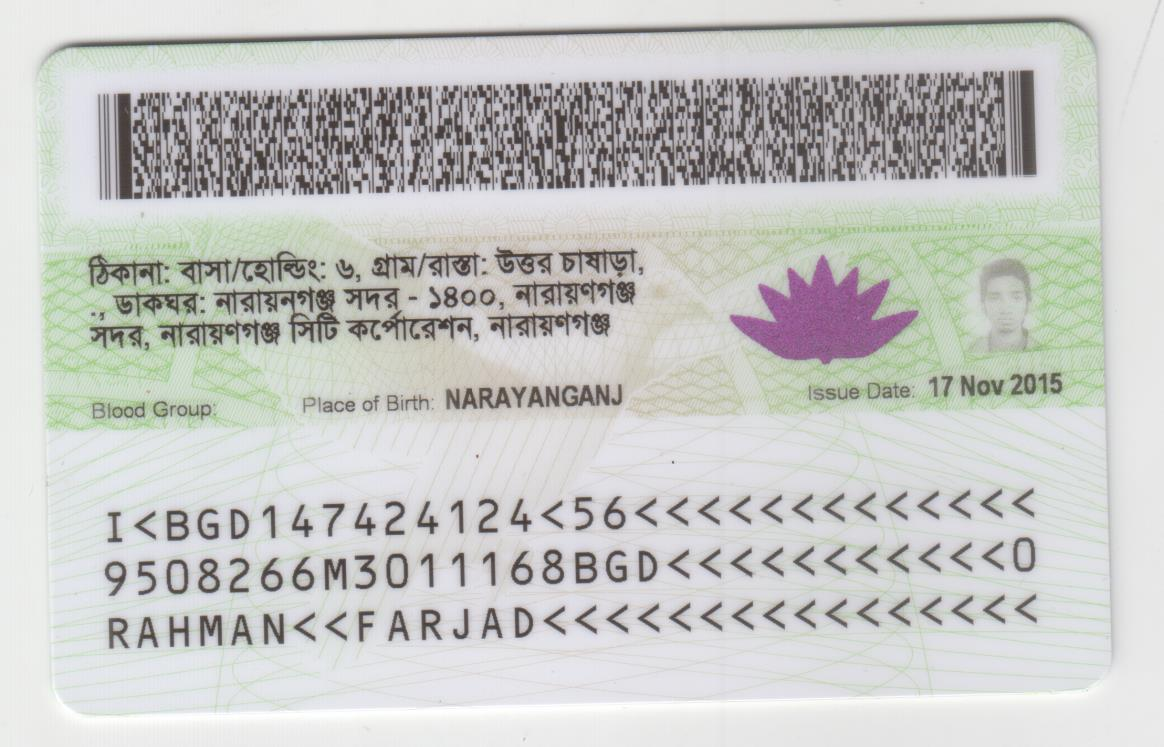 ঠিকানা: বাসা/হোল্ডিং: ৬, গ্রাম/রাস্তা: উত্তর চাষাড়া,
., ডাকঘর: নারায়নগঞ্জ সদর - ১৪০০, নারায়ণগঞ্জ
সদর, নারায়ণগঞ্জ সিটি কর্পোরেশন, নারায়ণগঞ্জ
Blood Group: Place of Birth: NARAYANGANJ Issue Date: 17 Nov 2015
I<BGD147424124<56<<<<<<<<<<<<<
9508266M3011168BGD<<<<<<<<<<<0
RAHMAN<<FARJAD<<<<<<<<<<<<<<<<